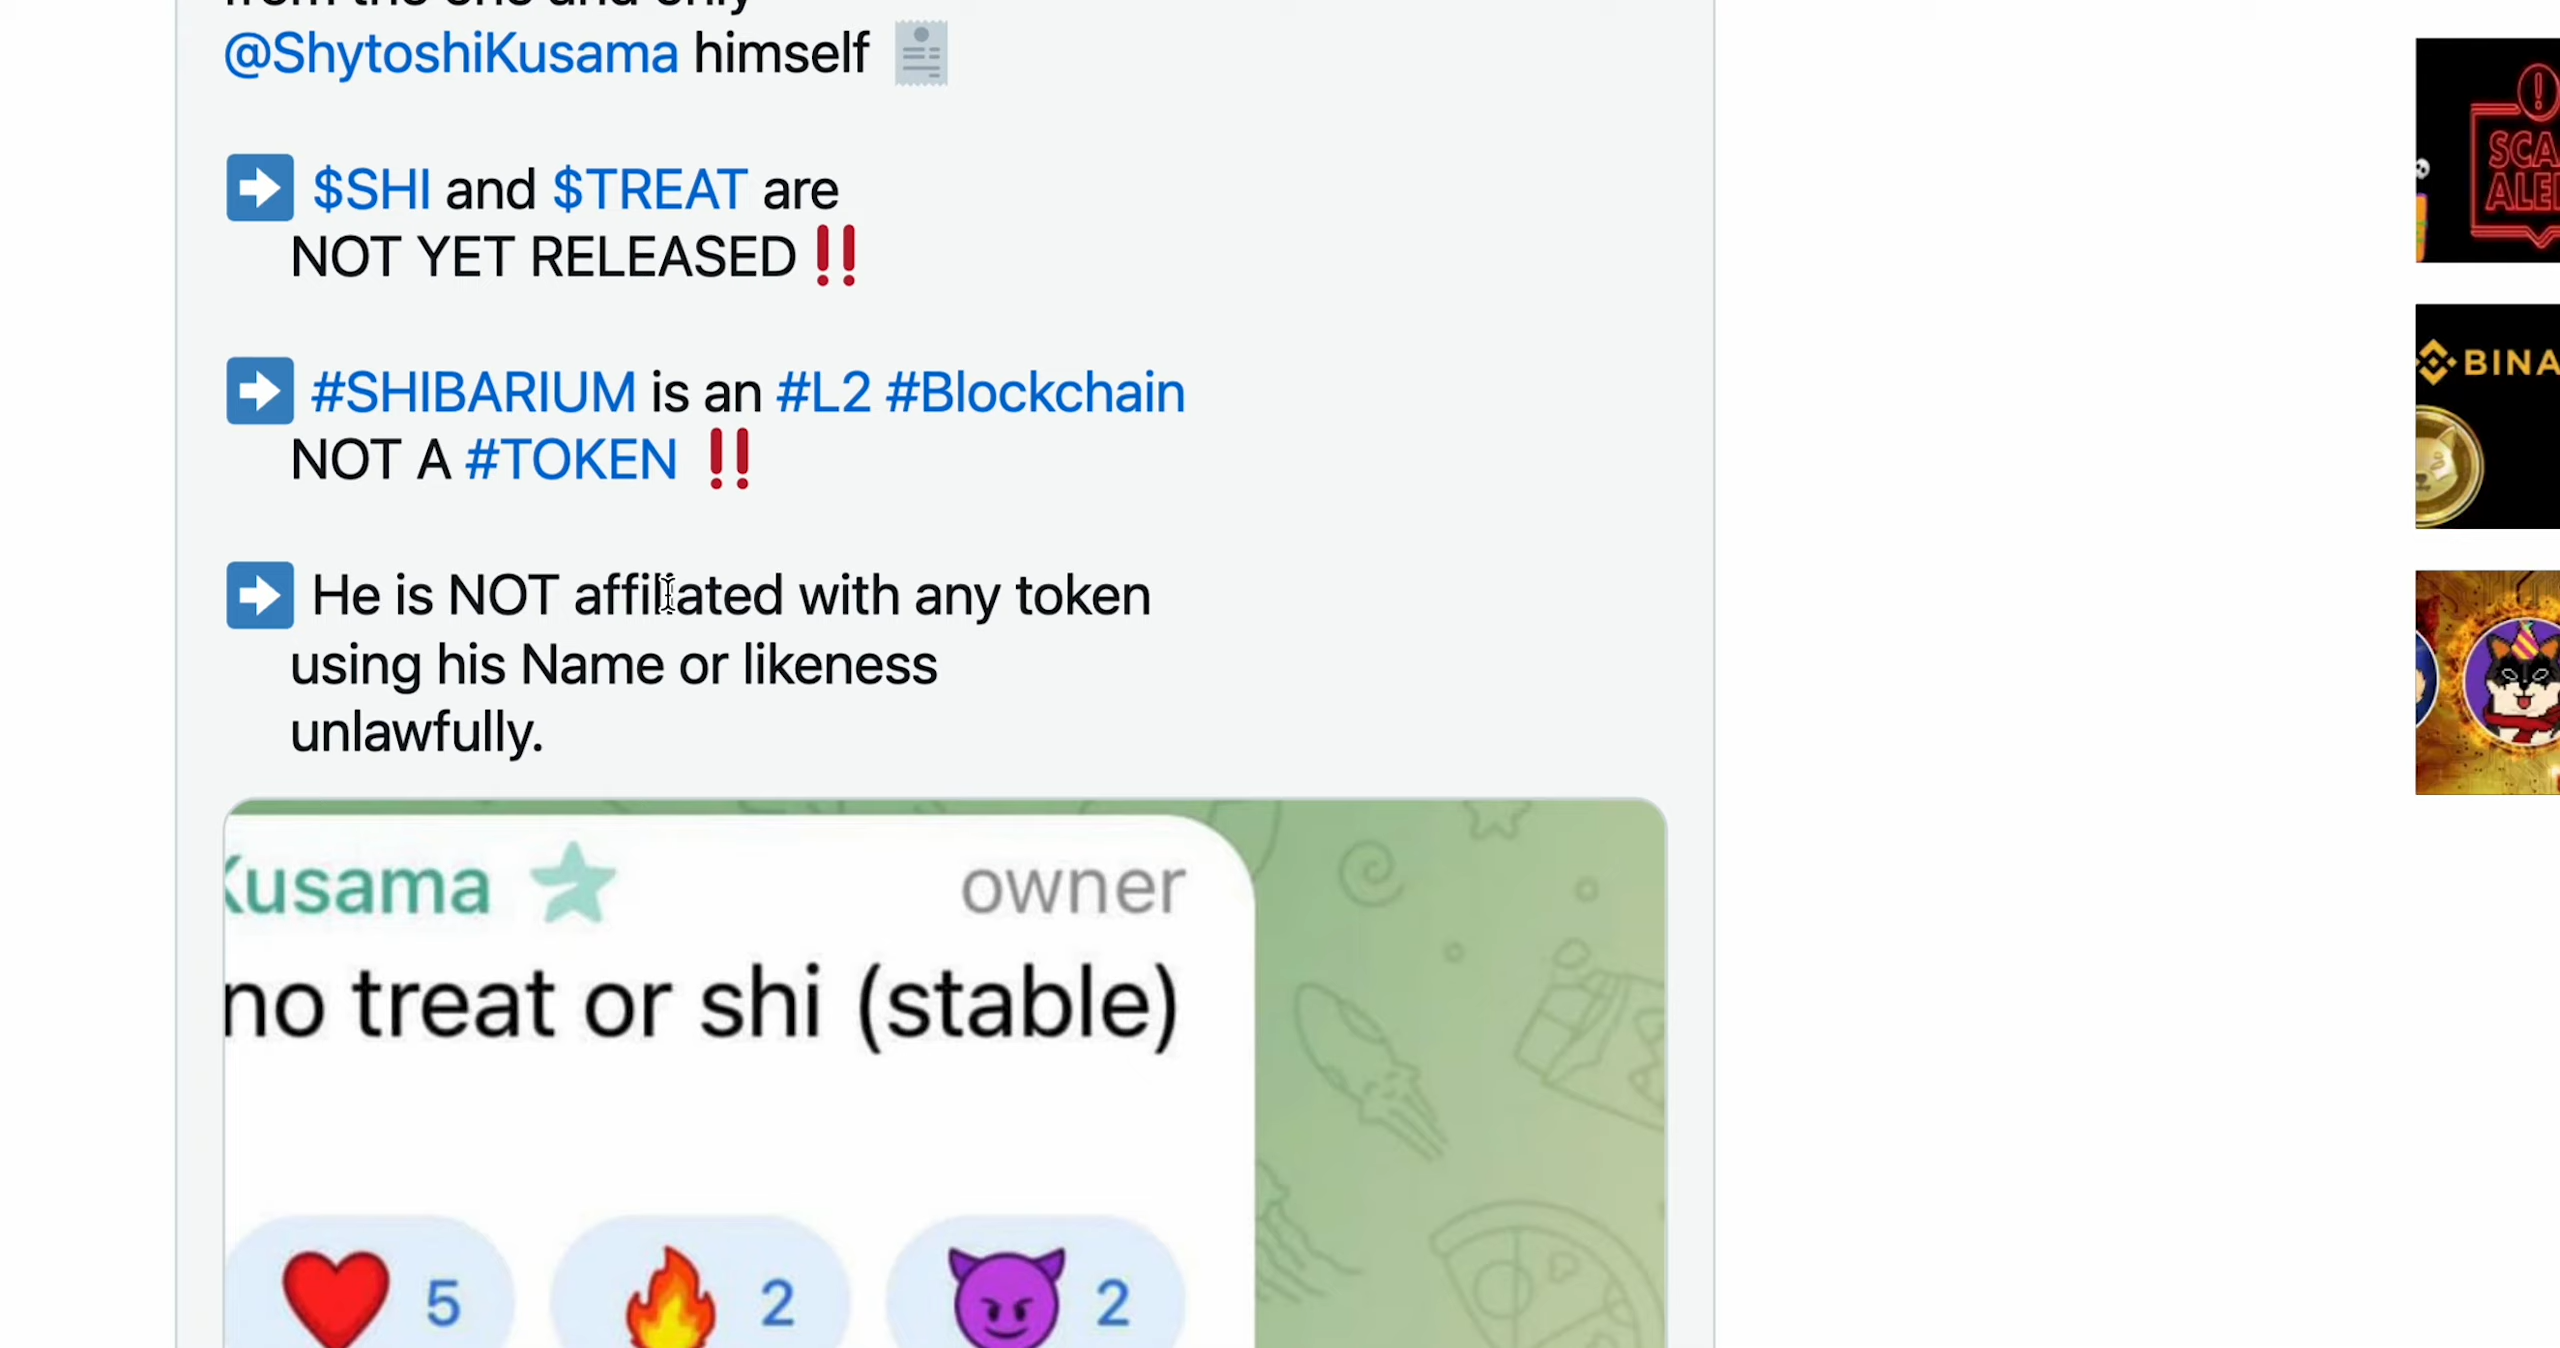 @ShytoshiKusama himself
➡️ $SHI and $TREAT are
NOT YET RELEASED‼️
➡️ #SHIBARIUM is an #L2 #Blockchain
NOT A #TOKEN ‼️
➡️ He is NOT affiliated with any token
using his Name or likeness
unlawfully.
Kusama owner
no treat or shi (stable)
5 2 2